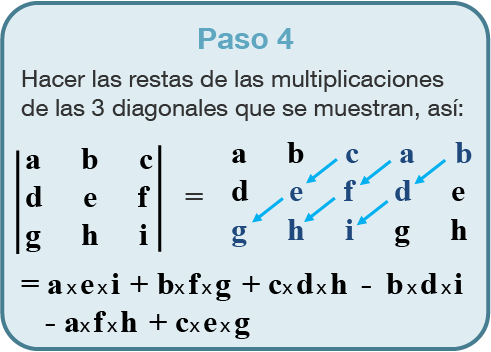 Paso 4
Hacer las restas de las multiplicaciones
de las 3 diagonales que se muestran, así:
a b c a b c a b
d e f = d e f d e
g h i g h i g h
= a x e x i + b x f x g + c x d x h - b x d x i
- a x f x h + c x e x g